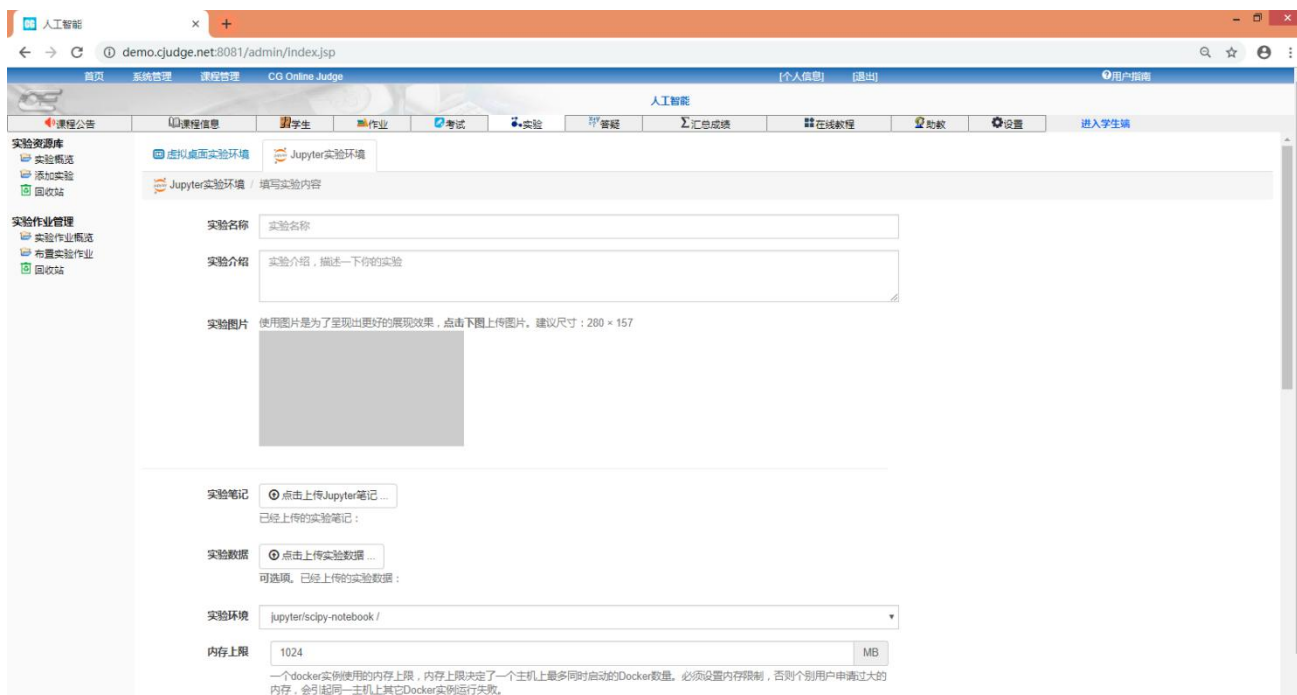 CG 人工智能
demo.cjudge.net:8081/admin/index.jsp
首页 系统管理 课程管理 CG Online Judge [个人信息] [退出] 用户指南
人工智能
课程公告 课程信息 学生 作业 考试 实验 答疑 Σ汇总成绩 在线教程 助教 设置 进入学生端
实验资源库
实验概览
添加实验
回收站
实验作业管理
实验作业概览
布置实验作业
回收站
虚拟桌面实验环境 Jupyter实验环境
Jupyter实验环境 / 填写实验内容
实验名称 实验名称
实验介绍 实验介绍，描述一下你的实验
实验图片 使用图片是为了呈现出更好的展现效果，点击下图上传图片。建议尺寸：280 × 157
实验笔记 点击上传Jupyter笔记 ...
已经上传的实验笔记：
实验数据 点击上传实验数据 ...
可选项。已经上传的实验数据：
实验环境 jupyter/scipy-notebook /
内存上限 1024 MB
一个docker实例使用的内存上限，内存上限决定了一个主机上最多同时启动的Docker数量。必须设置内存限制，否则个别用户申请过大的
内存，会引起同一主机上其它Docker实例运行失败。